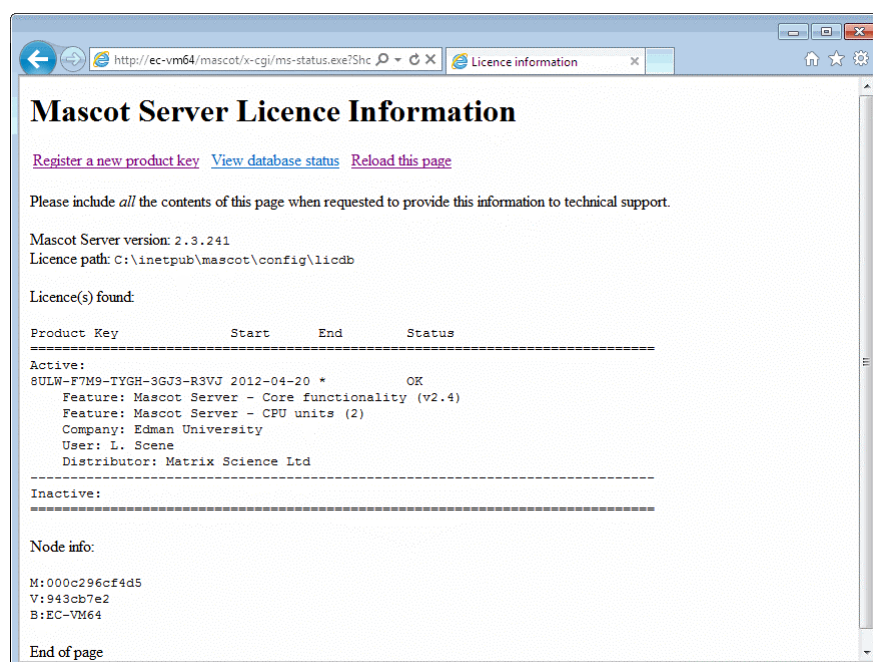 http://ec-vm64/mascot/x-cgi/ms-status.exe?Shc
Licence information
Mascot Server Licence Information
Register a new product key View database status Reload this page
Please include all the contents of this page when requested to provide this information to technical support.
Mascot Server version: 2.3.241
Licence path: C:\inetpub\mascot\config\licdb
Licence(s) found:
Product Key Start End Status
==============================================================================
Active:
8ULW-F7M9-TYGH-3GJ3-R3VJ 2012-04-20 * OK
Feature: Mascot Server - Core functionality (v2.4)
Feature: Mascot Server - CPU units (2)
Company: Edman University
User: L. Scene
Distributor: Matrix Science Ltd
------------------------------------------------------------------------------
Inactive:
==============================================================================
Node info:
M:000c296cf4d5
V:943cb7e2
B:EC-VM64
End of page